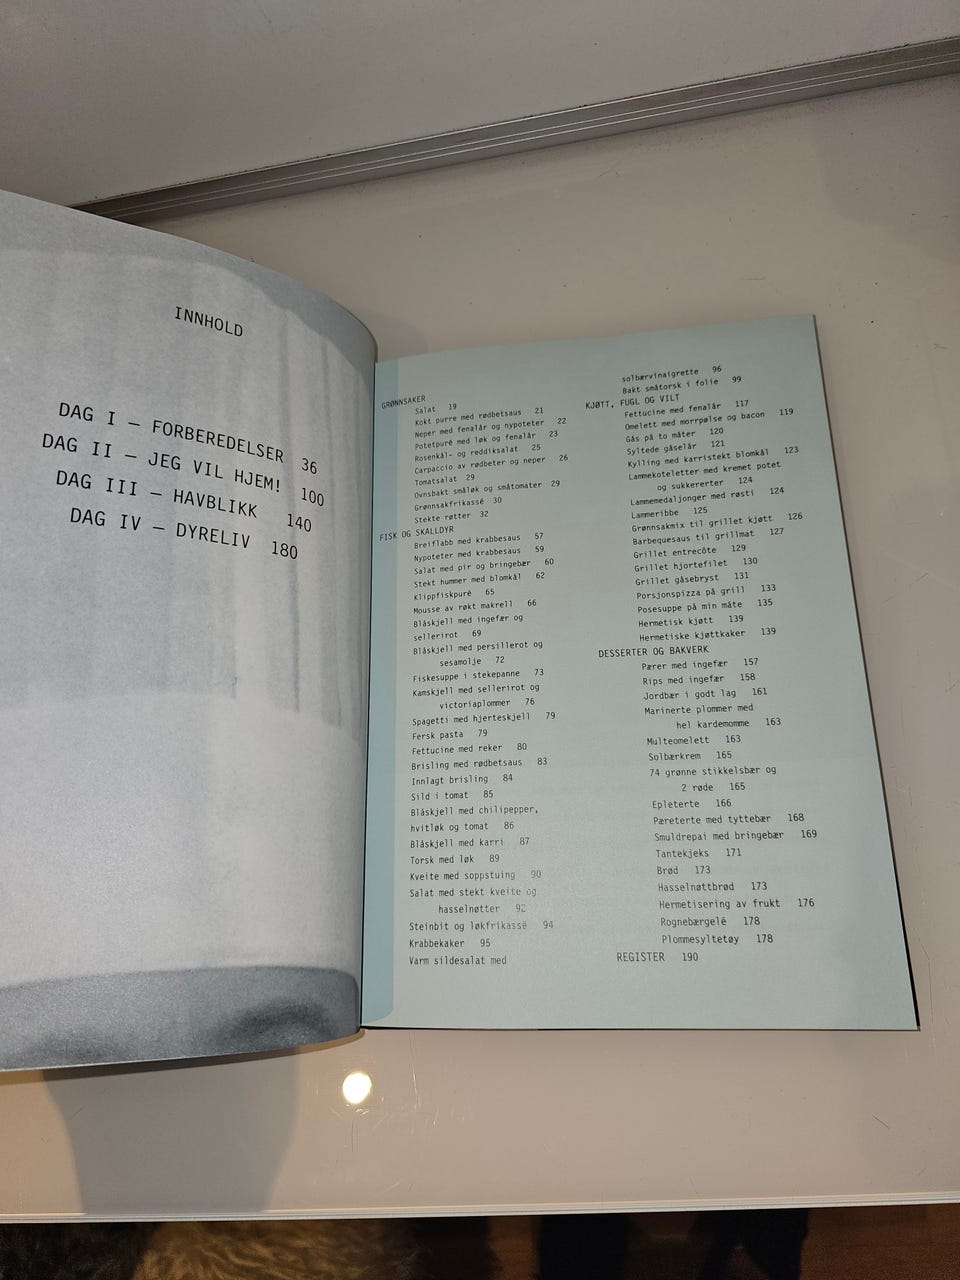 INNHOLD
DAG I – FORBEREDELSER 36
DAG II – JEG VIL HJEM! 100
DAG III – HAVBLIKK 140
DAG IV – DYRELIV 180
GRØNNSAKER
Salat 19
Kokt purre med rødbetsaus 21
Neper med fenalår og nypoteter 22
Potetpuré med løk og fenalår 23
Rosenkål- og reddiksalat 25
Carpaccio av rødbeter og neper 26
Tomatsalat 29
Ovnsbakt småløk og småtomater 29
Grønnsakfrikassé 30
Stekte røtter 32
FISK OG SKALLDYR
Breiflabb med krabbesaus 57
Nypoteter med krabbesaus 59
Salat med pir og bringebær 60
Stekt hummer med blomkål 62
Klippfiskpuré 65
Mousse av røkt makrell 66
Blåskjell med ingefær og
sellerirot 69
Blåskjell med persillerot og
sesamolje 72
Fiskesuppe i stekepanne 73
Kamskjell med sellerirot og
victoriaplommer 76
Spagetti med hjerteskjell 79
Fersk pasta 79
Fettucine med reker 80
Brisling med rødbetsaus 83
Innlagt brisling 84
Sild i tomat 85
Blåskjell med chilipepper,
hvitløk og tomat 86
Blåskjell med karri 87
Torsk med løk 89
Kveite med soppstuing 90
Salat med stekt kveite og
hasselnøtter 92
Steinbit og løkfrikassé 94
Krabbekaker 95
Varm sildesalat med
solbærvinaigrette 96
Bakt småtorsk i folie 99
KJØTT, FUGL OG VILT
Fettucine med fenalår 117
Omelett med morrpølse og bacon 119
Gås på to måter 120
Syltede gåselår 121
Kylling med karristekt blomkål 123
Lammekoteletter med kremet potet
og sukkererter 124
Lammemedaljonger med røsti 124
Lammeribbe 125
Grønnsakmix til grillet kjøtt 126
Barbequesaus til grillmat 127
Grillet entrecôte 129
Grillet hjortefilet 130
Grillet gåsebryst 131
Porsjonspizza på grill 133
Posesuppe på min måte 135
Hermetisk kjøtt 139
Hermetiske kjøttkaker 139
DESSERTER OG BAKVERK
Pærer med ingefær 157
Rips med ingefær 158
Jordbær i godt lag 161
Marinerte plommer med
hel kardemomme 163
Multeomelett 163
Solbærkrem 165
74 grønne stikkelsbær og
2 røde 165
Epleterte 166
Pæreterte med tyttebær 168
Smuldrepai med bringebær 169
Tantekjeks 171
Brød 173
Hasselnøttbrød 173
Hermetisering av frukt 176
Rognebærgelé 178
Plommesyltetøy 178
REGISTER 190